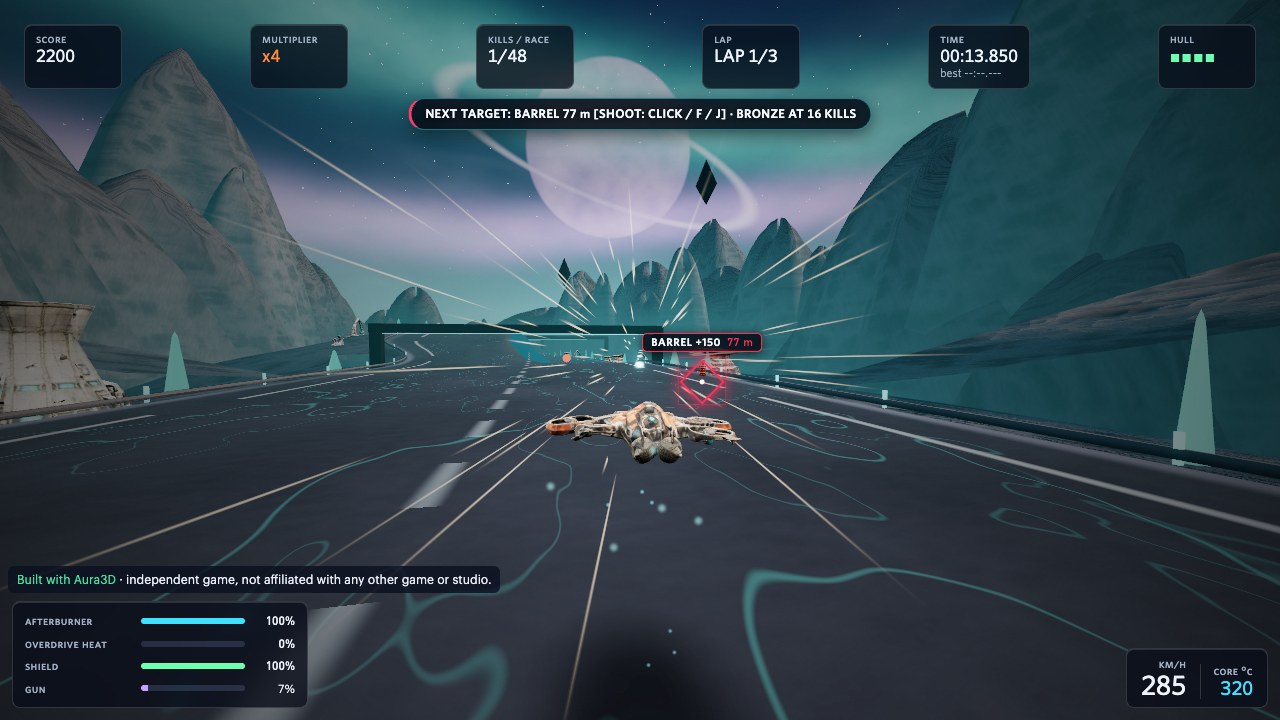 SCORE
2200
MULTIPLIER
x4
KILLS / RACE
1/48
LAP
LAP 1/3
TIME
00:13.850
best --:--.---
HULL
NEXT TARGET: BARREL 77 m [SHOOT: CLICK / F / J] · BRONZE AT 16 KILLS
BARREL +150 77 m
Built with Aura3D · independent game, not affiliated with any other game or studio.
AFTERBURNER 100%
OVERDRIVE HEAT 0%
SHIELD 100%
GUN 7%
KM/H
285
CORE °C
320